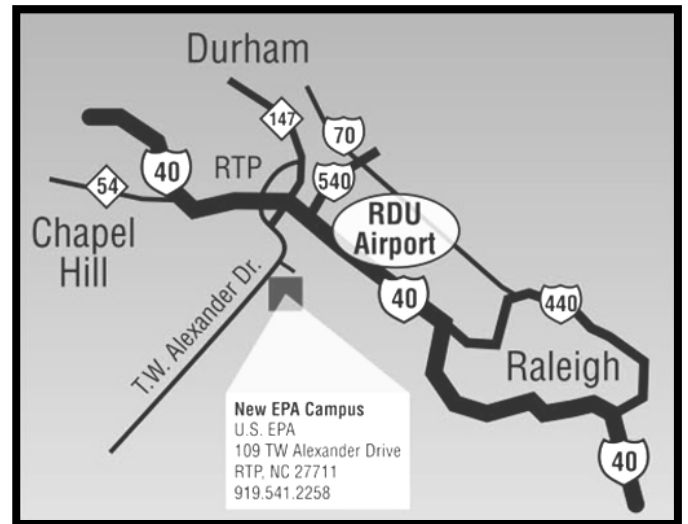 Durham
147
70
40
RTP
540
54
RDU
Airport
Chapel
Hill
T.W. Alexander Dr.
40
440
Raleigh
New EPA Campus
U.S. EPA
109 TW Alexander Drive
RTP, NC 27711
919.541.2258
40